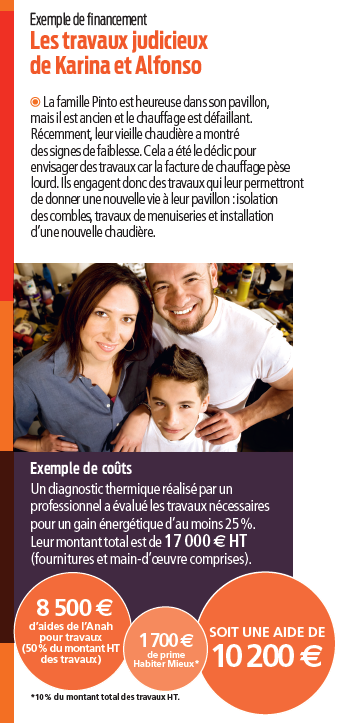 Exemple de financement
Les travaux judicieux
de Karina et Alfonso
La famille Pinto est heureuse dans son pavillon,
mais il est ancien et le chauffage est défaillant.
Récemment, leur vieille chaudière a montré
des signes de faiblesse. Cela a été le déclic pour
envisager des travaux car la facture de chauffage pèse
lourd. Ils engagent donc des travaux qui leur permettront
de donner une nouvelle vie à leur pavillon : isolation
des combles, travaux de menuiseries et installation
d’une nouvelle chaudière.
Exemple de coûts
Un diagnostic thermique réalisé par un
professionnel a évalué les travaux nécessaires
pour un gain énergétique d’au moins 25 %.
Leur montant total est de 17 000 € HT
(fournitures et main-d’œuvre comprises).
8 500 €
d’aides de l’Anah
pour travaux
(50 % du montant HT
des travaux)
1 700 €
de prime
Habiter Mieux*
SOIT UNE AIDE DE
10 200 €
*10 % du montant total des travaux HT.